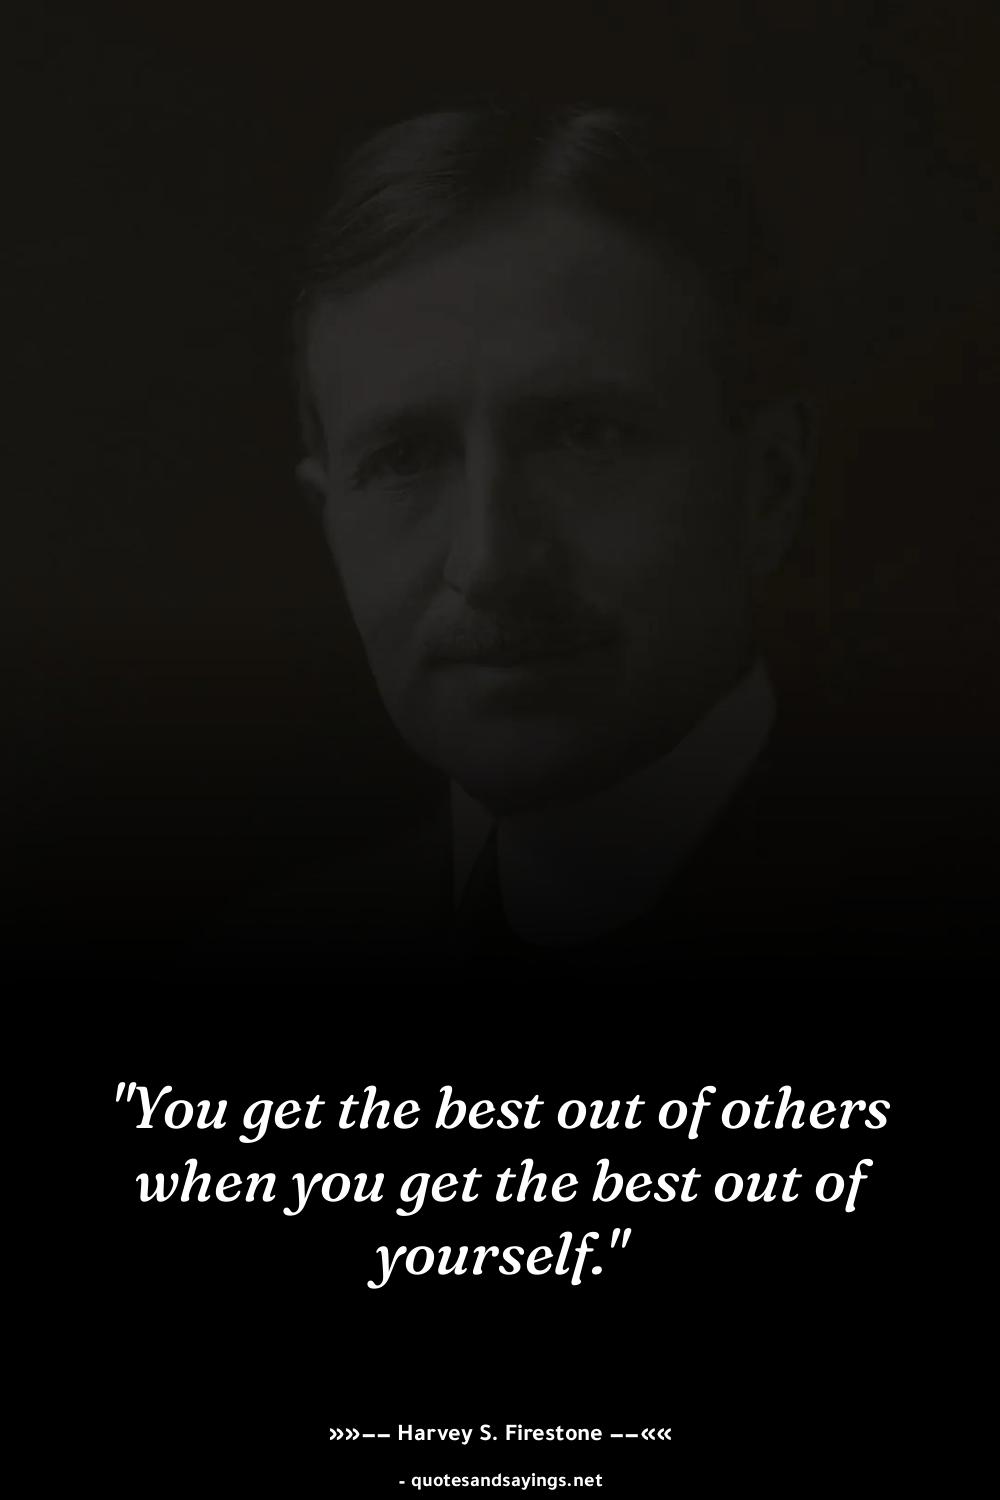 "You get the best out of others
when you get the best out of
yourself."
»»–– Harvey S. Firestone ––««
- quotesandsayings.net